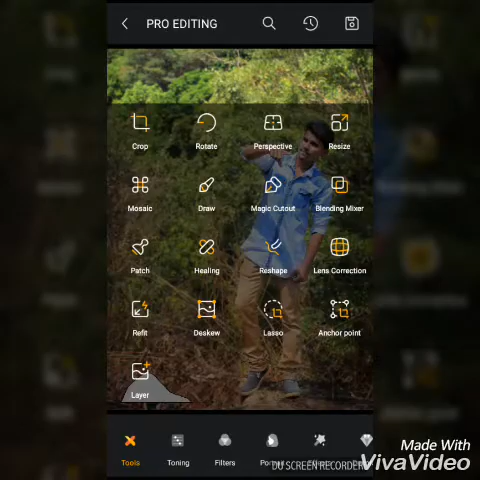 PRO EDITING
Crop Rotate Perspective Resize
Mosaic Draw Magic Cutout Blending Mixer
Patch Healing Reshape Lens Correction
Refit Deskew Lasso Anchor point
Layer
Tools Toning Filters
DU SCREEN RECORDER
Made With
VivaVideo